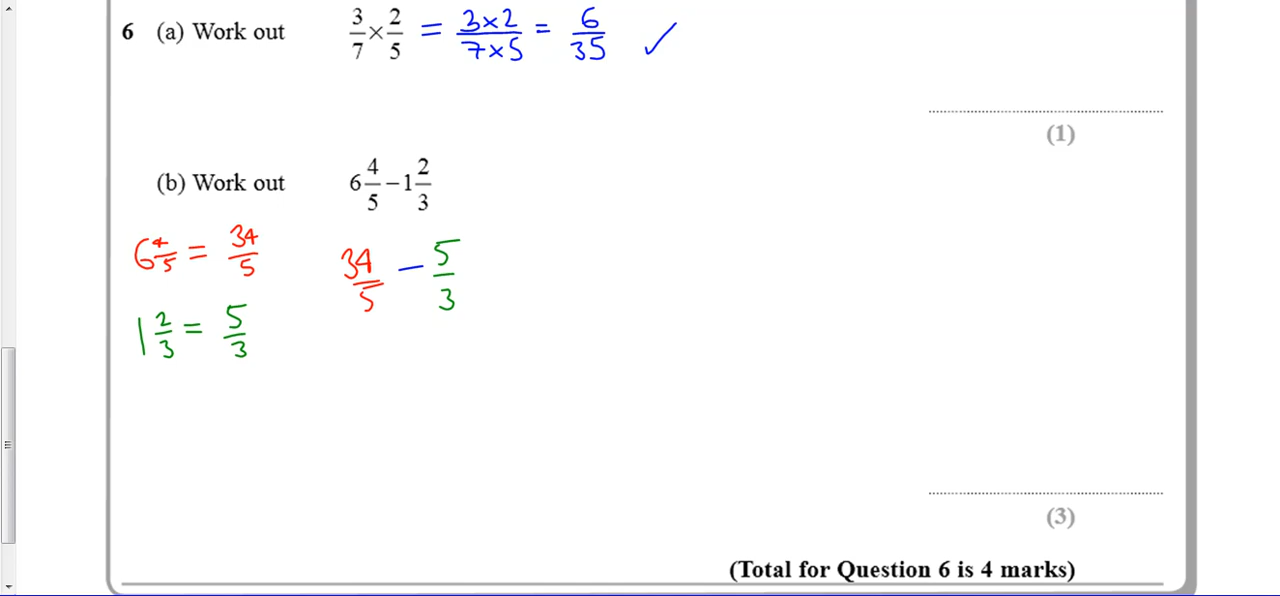 6 (a) Work out 3/7 × 2/5 = 3×2/7×5 = 6/35 ✓
(1)
(b) Work out 6 4/5 − 1 2/3
6 4/5 = 34/5 34/5 − 5/3
1 2/3 = 5/3
(3)
(Total for Question 6 is 4 marks)